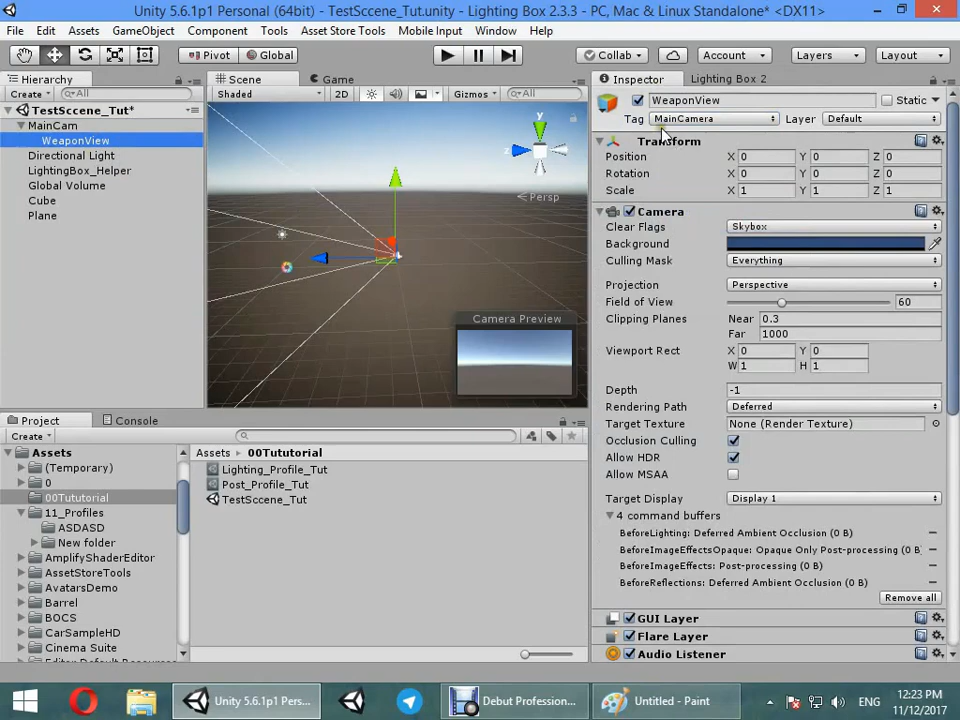 Unity 5.6.1p1 Personal (64bit) - TestSccene_Tut.unity - Lighting Box 2.3.3 - PC, Mac & Linux Standalone* <DX11>
File Edit Assets GameObject Component Tools Asset Store Tools Mobile Input Window Help
Pivot Global Collab Account Layers Layout
Hierarchy
Create All
TestSccene_Tut*
MainCam
WeaponView
Directional Light
LightingBox_Helper
Global Volume
Cube
Plane
Scene Game
Shaded 2D Gizmos All
y
z
Persp
Camera Preview
Inspector Lighting Box 2
WeaponView Static
Tag MainCamera Layer Default
Transform
Position X 0 Y 0 Z 0
Rotation X 0 Y 0 Z 0
Scale X 1 Y 1 Z 1
Camera
Clear Flags Skybox
Background
Culling Mask Everything
Projection Perspective
Field of View 60
Clipping Planes Near 0.3
Far 1000
Viewport Rect X 0 Y 0
W 1 H 1
Depth -1
Rendering Path Deferred
Target Texture None (Render Texture)
Occlusion Culling
Allow HDR
Allow MSAA
Target Display Display 1
4 command buffers
BeforeLighting: Deferred Ambient Occlusion (0 B)
BeforeImageEffectsOpaque: Opaque Only Post-processing (0 B)
BeforeImageEffects: Post-processing (0 B)
BeforeReflections: Deferred Ambient Occlusion (0 B)
Remove all
GUI Layer
Flare Layer
Audio Listener
Project Console
Create
Assets
(Temporary)
0
00Tututorial
11_Profiles
ASDASD
New folder
AmplifyShaderEditor
AssetStoreTools
AvatarsDemo
Barrel
BOCS
CarSampleHD
Cinema Suite
Assets 00Tututorial
Lighting_Profile_Tut
Post_Profile_Tut
TestSccene_Tut
Unity 5.6.1p1 Pers... Debut Profession... Untitled - Paint
ENG
12:23 PM
11/12/2017